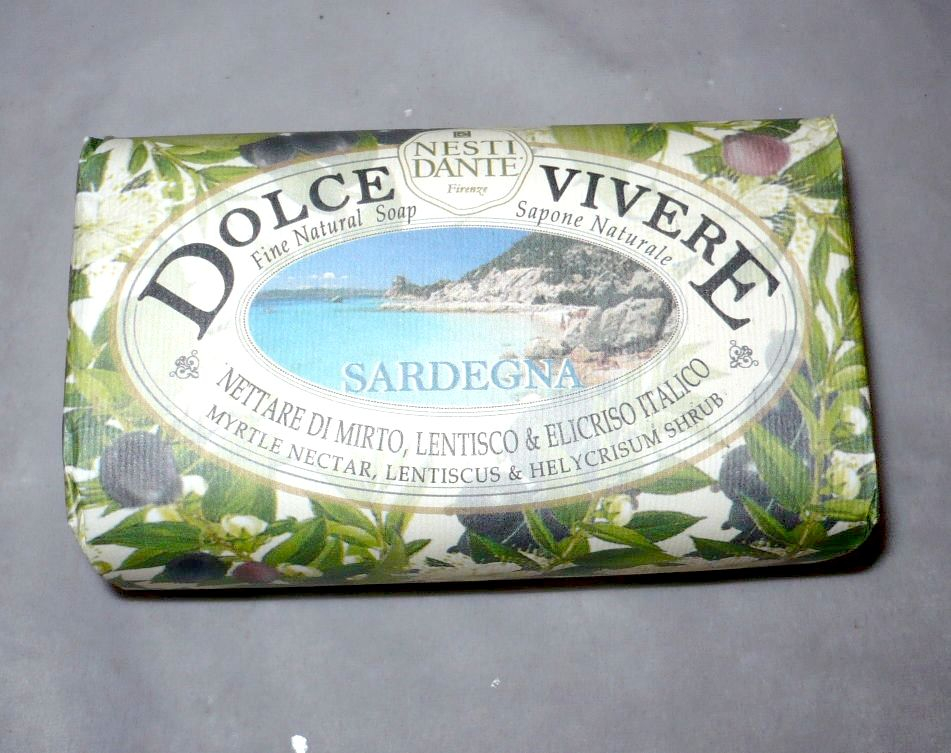 NESTI
DANTE
Firenze
DOLCE VIVERE
Fine Natural Soap Sapone Naturale
SARDEGNA
NETTARE DI MIRTO, LENTISCO & ELICRISO ITALICO
MYRTLE NECTAR, LENTISCUS & HELYCRISUM SHRUB